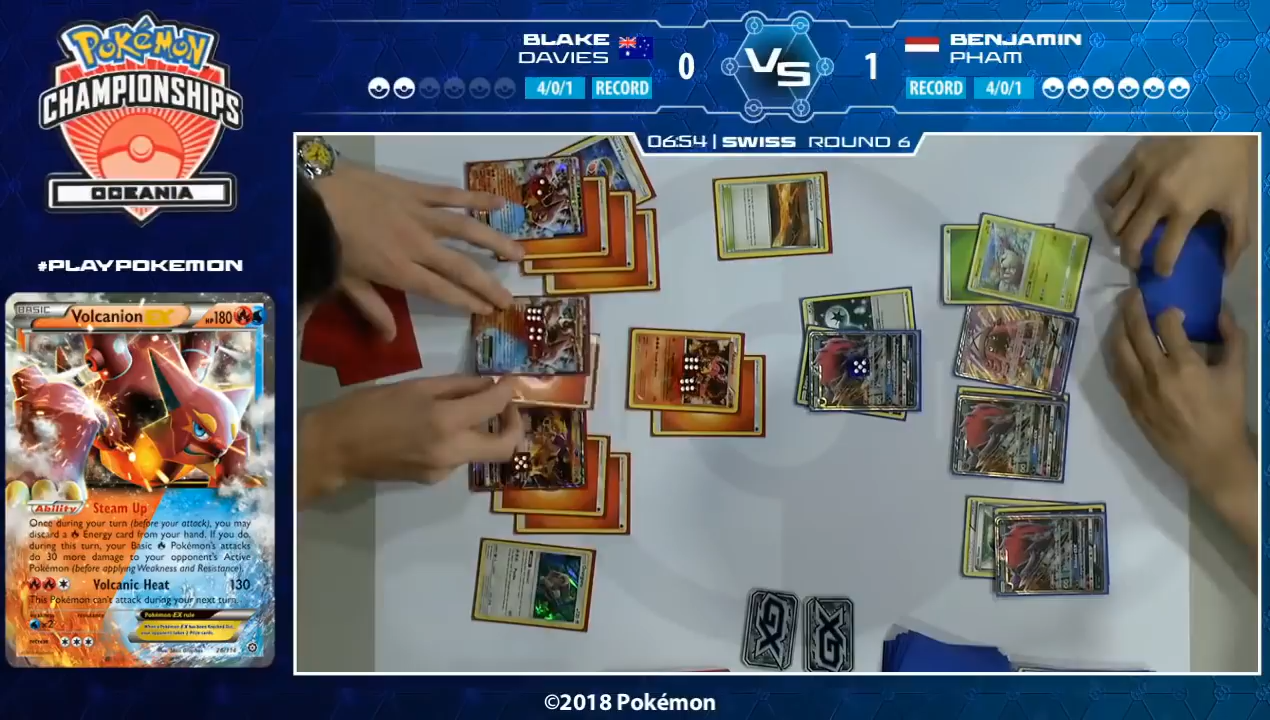 Pokémon
CHAMPIONSHIPS
OCEANIA
#PLAYPOKEMON
BLAKE
DAVIES
0
4/0/1
RECORD
VS
1
BENJAMIN
PHAM
RECORD
4/0/1
06:54 | SWISS ROUND 6
BASIC
Volcanion EX
HP180
Ability
Steam Up
Once during your turn (before your attack), you may
discard a Energy card from your hand. If you do,
during this turn, your Basic Pokémon's attacks
do 30 more damage to your opponent's Active
Pokémon (before applying Weakness and Resistance).
Volcanic Heat 130
This Pokémon can't attack during your next turn.
Pokémon-EX rule
×2
GX
GX
©2018 Pokémon